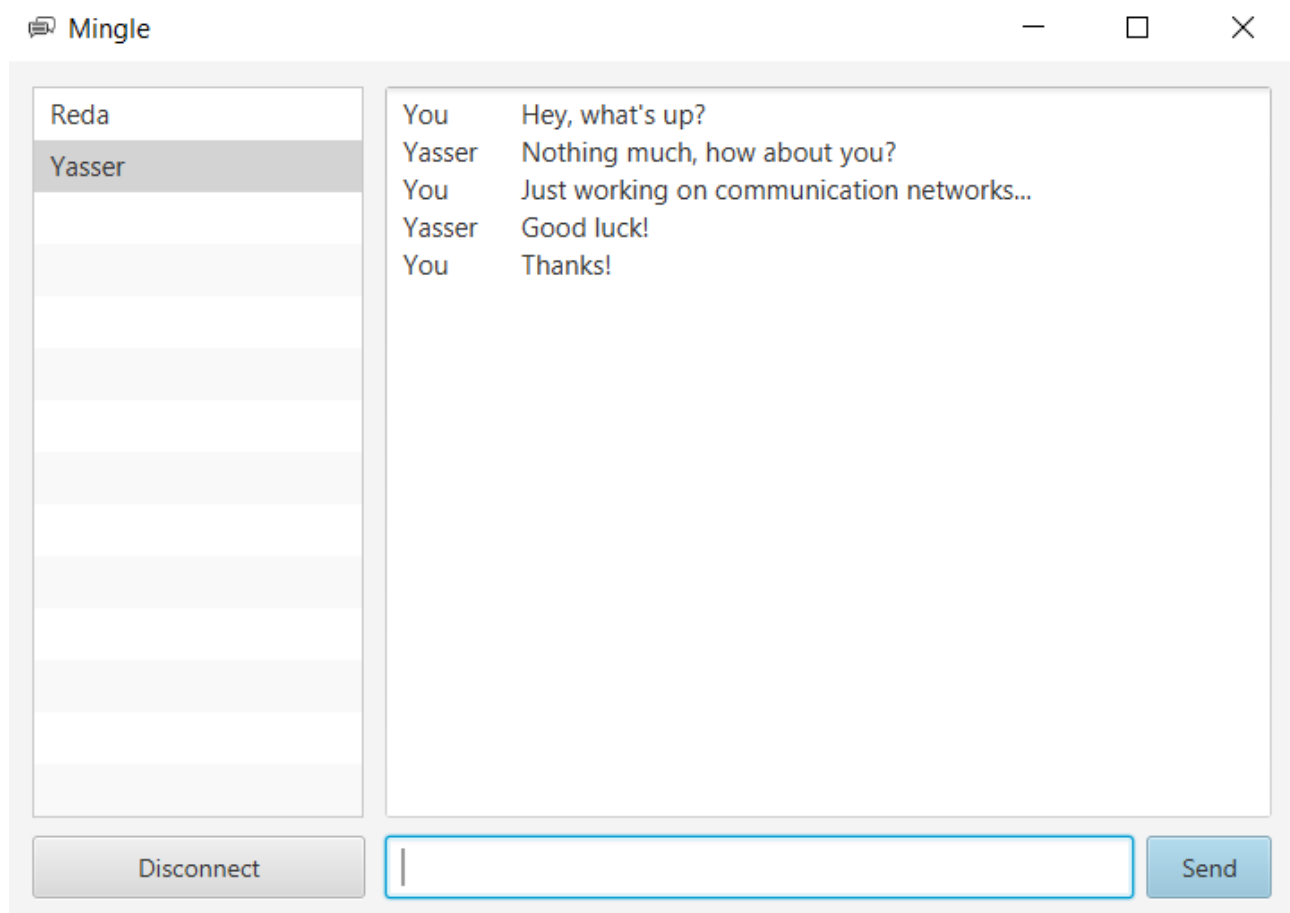 Mingle
Reda
Yasser
You Hey, what's up?
Yasser Nothing much, how about you?
You Just working on communication networks...
Yasser Good luck!
You Thanks!
Disconnect
Send